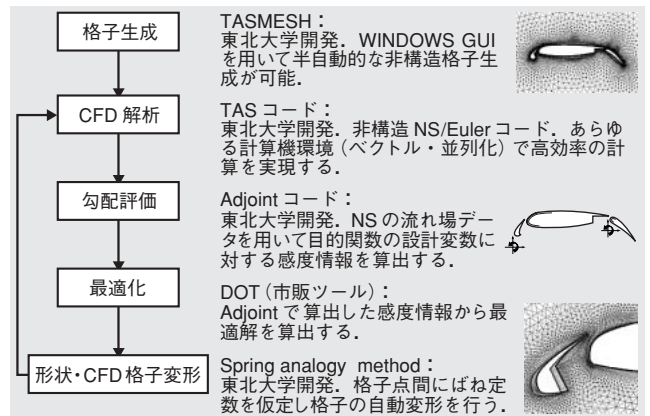 格子生成
TASMESH：
東北大学開発．WINDOWS GUI
を用いて半自動的な非構造格子生
成が可能．
CFD 解析
TAS コード：
東北大学開発．非構造 NS/Euler コード．あらゆ
る計算機環境（ベクトル・並列化）で高効率の計
算を実現する．
勾配評価
Adjoint コード：
東北大学開発．NS の流れ場デー
タを用いて目的関数の設計変数に
対する感度情報を算出する．
最適化
DOT（市販ツール）：
Adjoint で算出した感度情報から最
適解を算出する．
形状・CFD 格子変形
Spring analogy method：
東北大学開発．格子点間にばね定
数を仮定し格子の自動変形を行う．